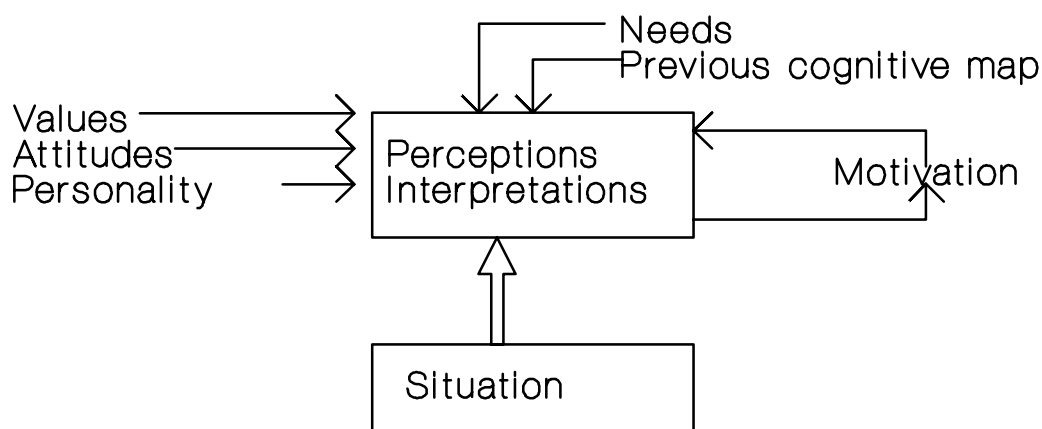 Needs
Previous cognitive map
Values
Attitudes
Personality
Perceptions
Interpretations
Motivation
Situation